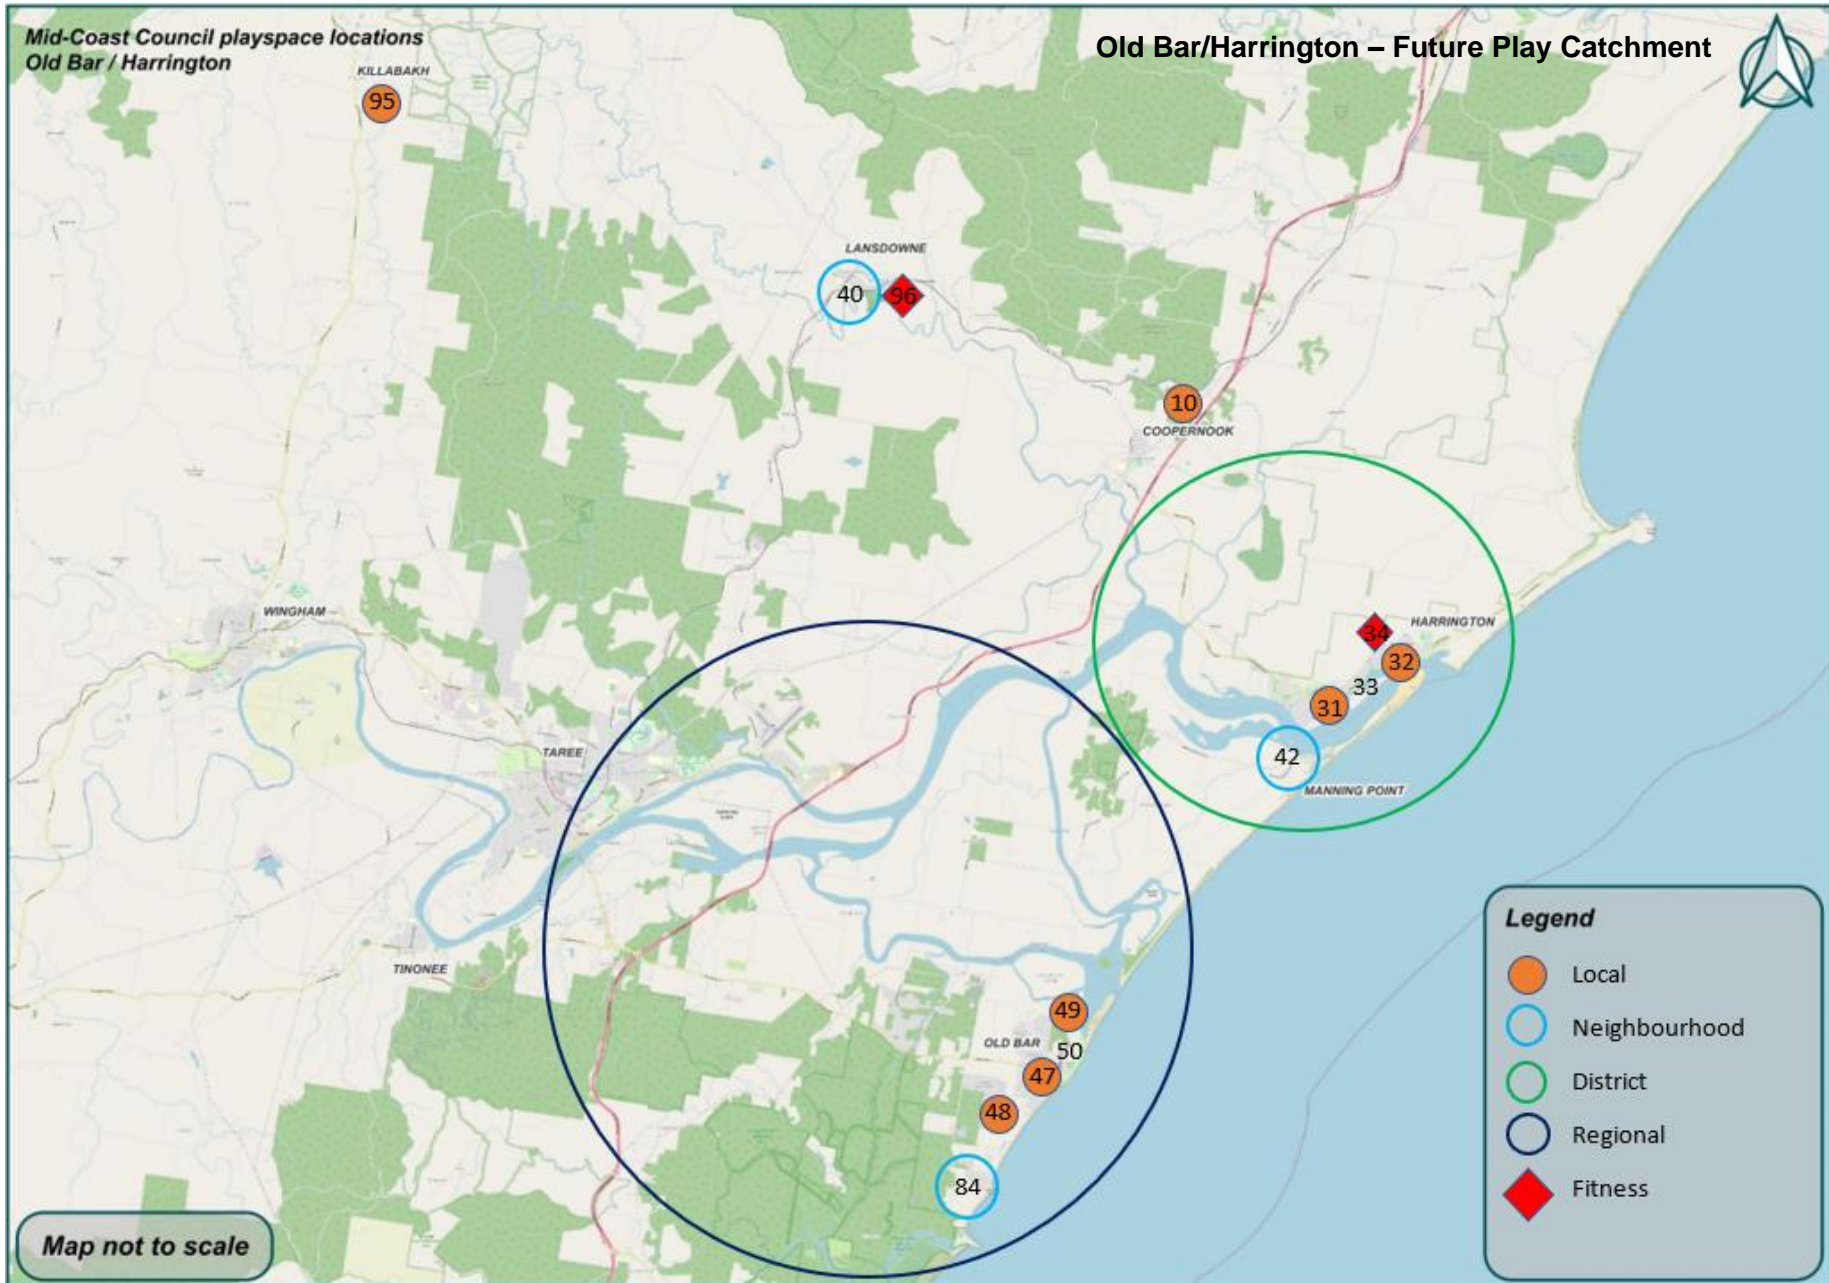 Mid-Coast Council playspace locations
Old Bar / Harrington
Old Bar/Harrington – Future Play Catchment
KILLABAKH
95
LANSDOWNE
40
96
10
COOPERNOOK
WINGHAM
HARRINGTON
34
32
33
31
42
MANNING POINT
TAREE
TINONEE
49
OLD BAR
50
47
48
84
Legend
Local
Neighbourhood
District
Regional
Fitness
Map not to scale